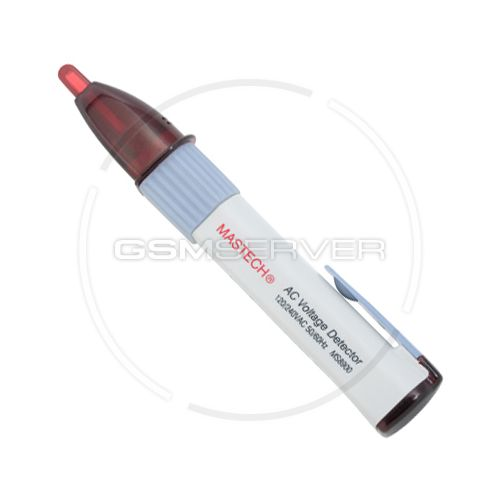 MASTECH®
AC Voltage Detector
120/240VAC 50/60Hz MS8900
GSMSERVER